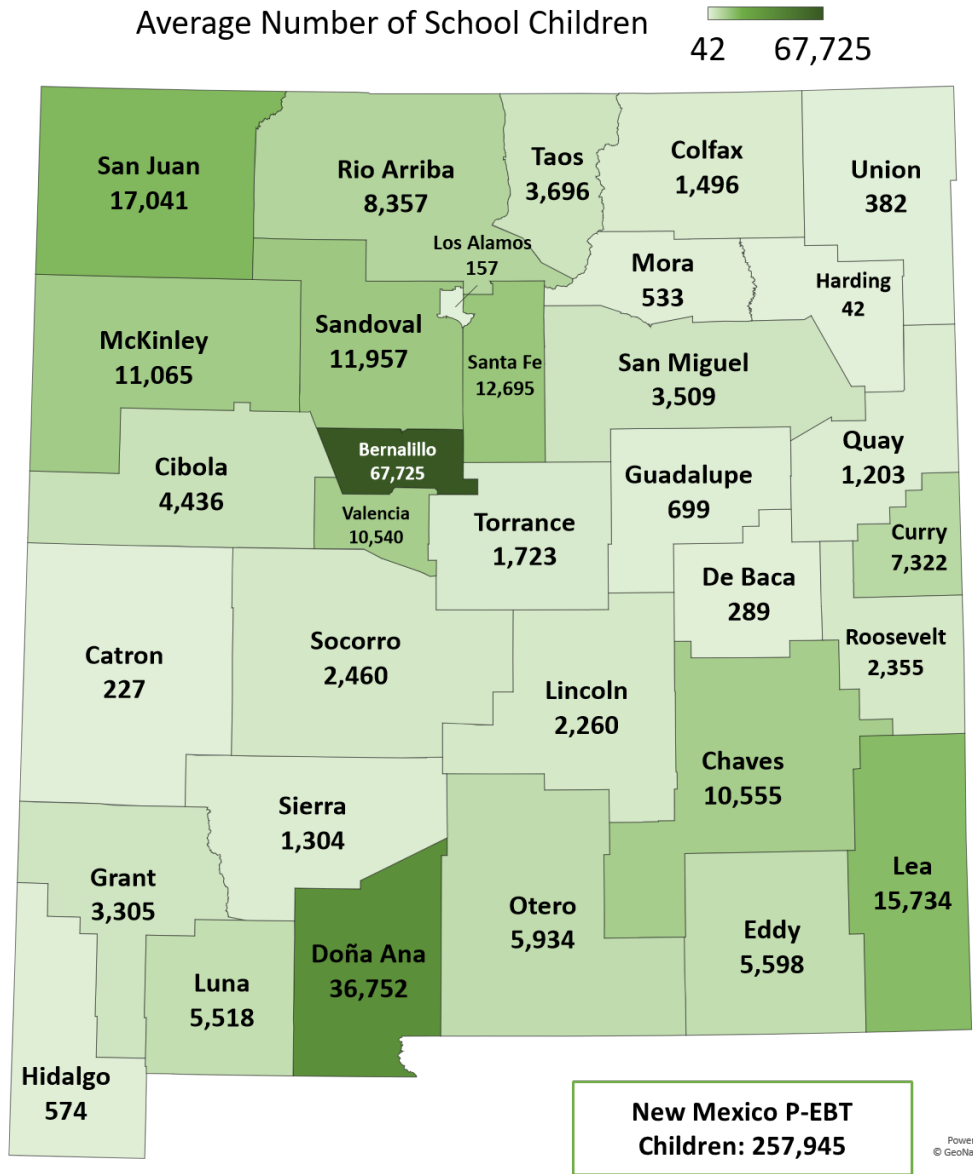 Average Number of School Children
42 67,725
San Juan
17,041
Rio Arriba
8,357
Taos
3,696
Colfax
1,496
Union
382
Los Alamos
157
Mora
533
Harding
42
McKinley
11,065
Sandoval
11,957
Santa Fe
12,695
San Miguel
3,509
Bernalillo
67,725
Cibola
4,436
Valencia
10,540
Torrance
1,723
Guadalupe
699
Quay
1,203
Curry
7,322
De Baca
289
Catron
227
Socorro
2,460
Lincoln
2,260
Roosevelt
2,355
Chaves
10,555
Sierra
1,304
Grant
3,305
Luna
5,518
Doña Ana
36,752
Otero
5,934
Eddy
5,598
Lea
15,734
Hidalgo
574
New Mexico P-EBT
Children: 257,945
Power
© GeoNa